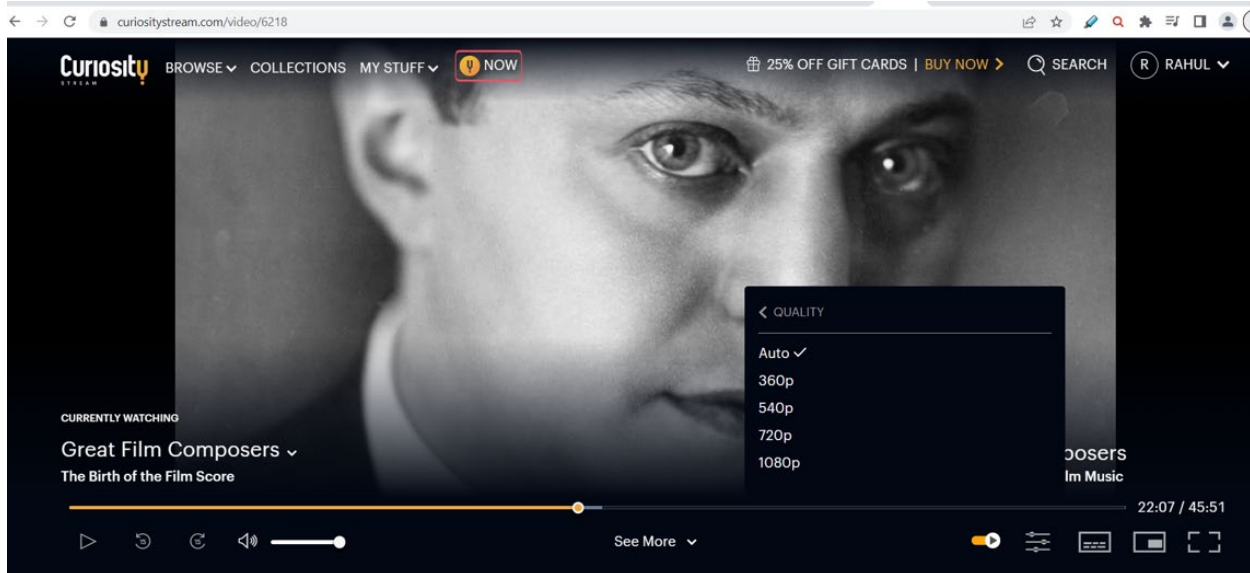 curiositystream.com/video/6218
Curiosity STREAM BROWSE COLLECTIONS MY STUFF NOW 25% OFF GIFT CARDS | BUY NOW > SEARCH R RAHUL
< QUALITY
Auto ✓
360p
540p
720p
1080p
CURRENTLY WATCHING
Great Film Composers
The Birth of the Film Score
posers
lm Music
22:07 / 45:51
15 15 See More